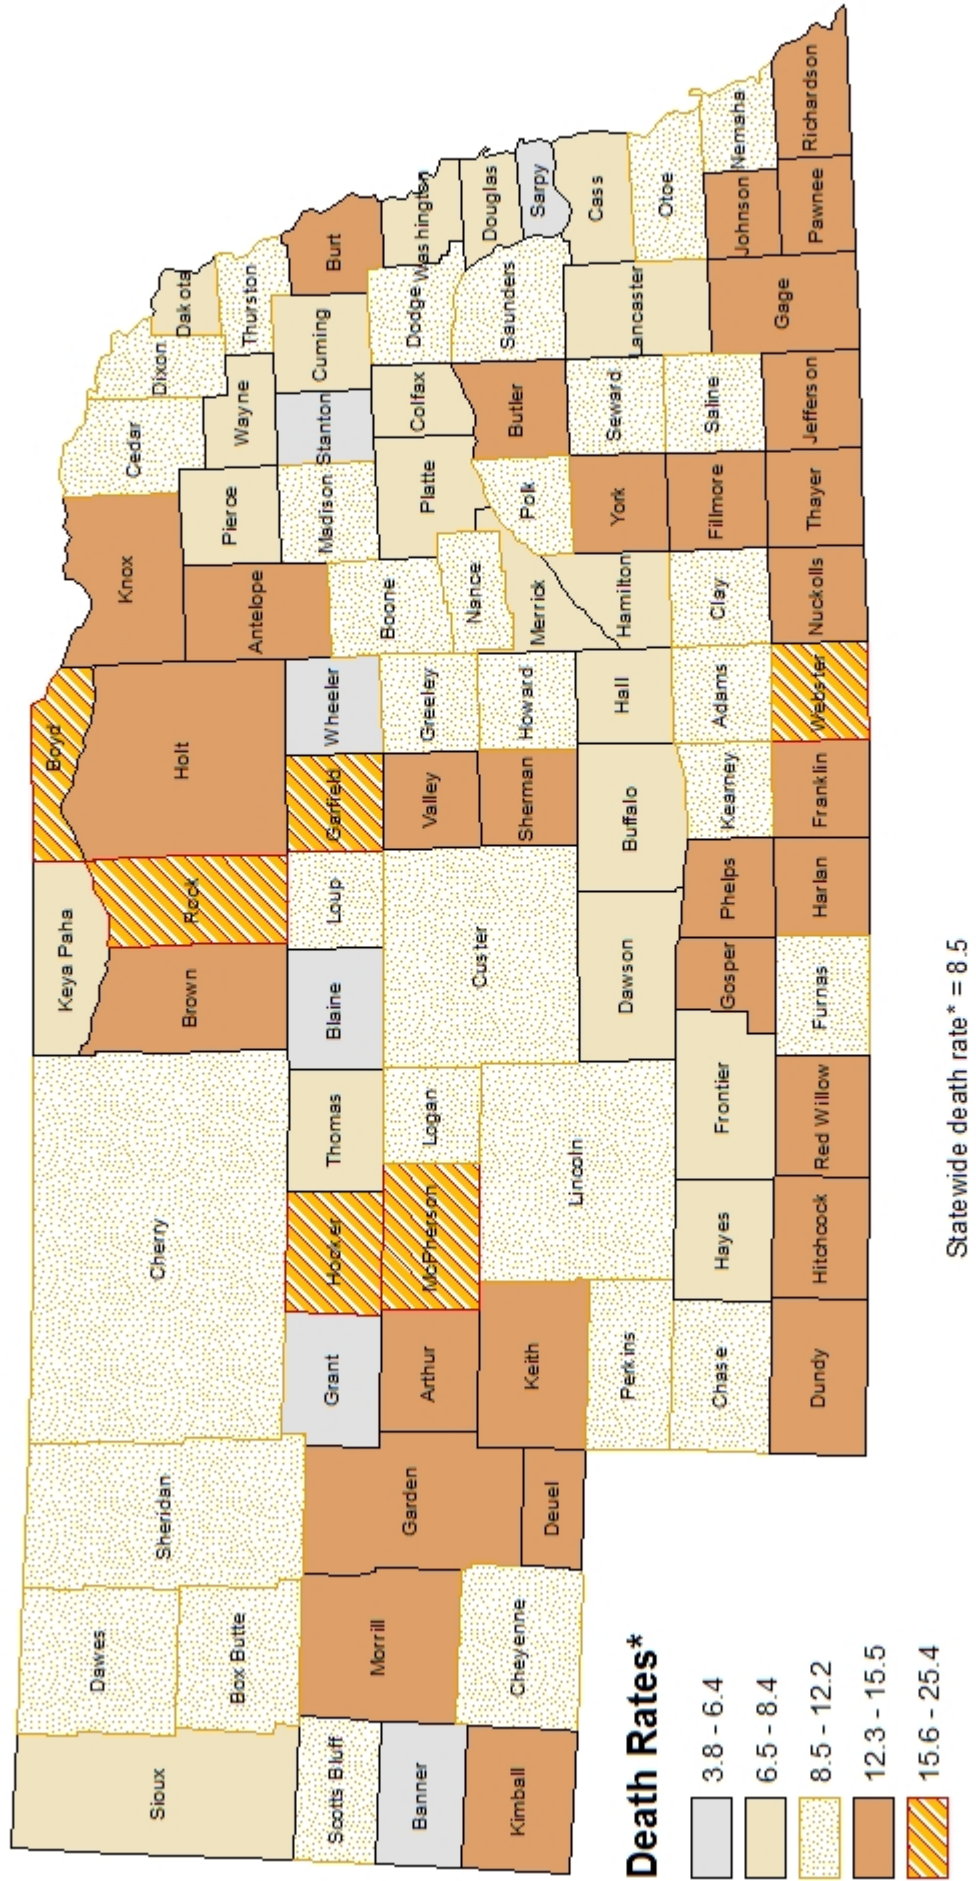 Sioux
Dawes
Box Butte
Sheridan
Cherry
Keya Paha
Boyd
Brown
Rock
Holt
Knox
Cedar
Dixon
Dakota
Scotts Bluff
Banner
Kimball
Morrill
Cheyenne
Garden
Deuel
Grant
Hooker
Thomas
Blaine
Loup
Garfield
Wheeler
Antelope
Pierce
Wayne
Thurston
Arthur
McPherson
Logan
Custer
Valley
Greeley
Boone
Madison
Stanton
Cuming
Burt
Keith
Lincoln
Sherman
Howard
Nance
Merrick
Platte
Colfax
Dodge
Washington
Perkins
Dawson
Buffalo
Hall
Hamilton
Polk
Butler
Saunders
Douglas
Sarpy
York
Seward
Lancaster
Cass
Chase
Hayes
Frontier
Gosper
Phelps
Kearney
Adams
Clay
Fillmore
Saline
Otoe
Dundy
Hitchcock
Red Willow
Furnas
Harlan
Franklin
Webster
Nuckolls
Thayer
Jefferson
Gage
Johnson
Nemaha
Pawnee
Richardson
Death Rates*
3.8 - 6.4
6.5 - 8.4
8.5 - 12.2
12.3 - 15.5
15.6 - 25.4
Statewide death rate* = 8.5